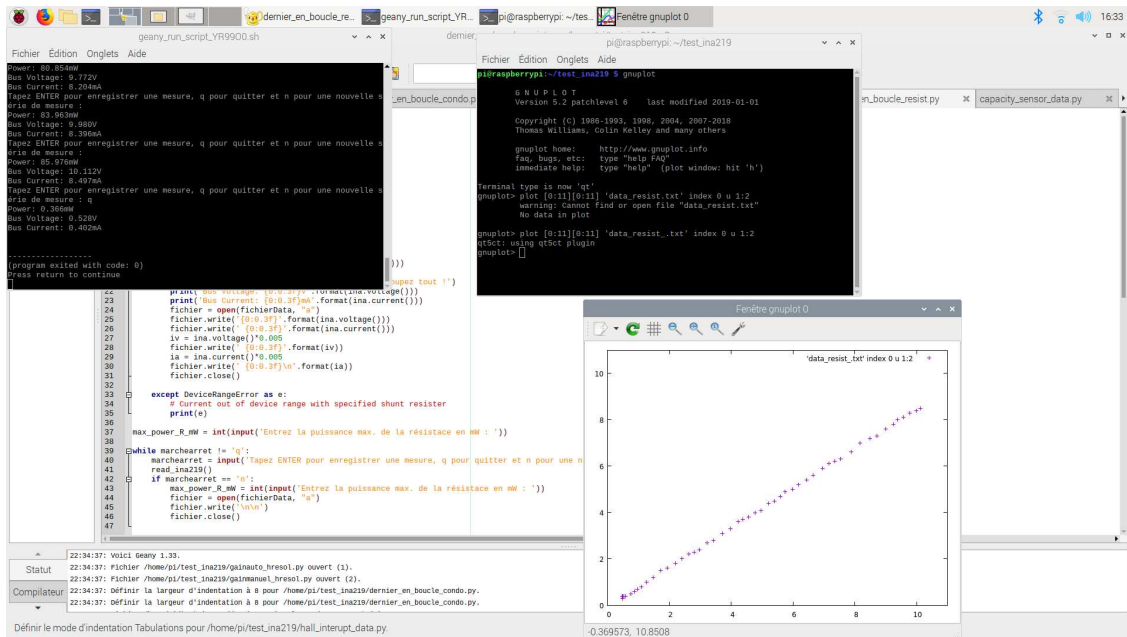 dernier_en_boucle_re...
geany_run_script_YR...
pi@raspberrypi: ~/tes...
Fenêtre gnuplot 0
16:33
geany_run_script_YR99O0.sh
Fichier Édition Onglets Aide
Power: 80.854mW
Bus Voltage: 9.772V
Bus Current: 8.204mA
Tapez ENTER pour enregistrer une mesure, q pour quitter et n pour une nouvelle s
érie de mesure :
Power: 83.963mW
Bus Voltage: 9.980V
Bus Current: 8.396mA
Tapez ENTER pour enregistrer une mesure, q pour quitter et n pour une nouvelle s
érie de mesure :
Power: 85.976mW
Bus Voltage: 10.112V
Bus Current: 8.497mA
Tapez ENTER pour enregistrer une mesure, q pour quitter et n pour une nouvelle s
érie de mesure : q
Power: 0.366mW
Bus Voltage: 0.528V
Bus Current: 0.402mA
------------------
(program exited with code: 0)
Press return to continue
dernier
pi@raspberrypi: ~/test_ina219
Fichier Édition Onglets Aide
pi@raspberrypi:~/test_ina219 $ gnuplot
G N U P L O T
Version 5.2 patchlevel 6 last modified 2019-01-01
Copyright (C) 1986-1993, 1998, 2004, 2007-2018
Thomas Williams, Colin Kelley and many others
gnuplot home: http://www.gnuplot.info
faq, bugs, etc: type "help FAQ"
immediate help: type "help" (plot window: hit 'h')
Terminal type is now 'qt'
gnuplot> plot [0:11][0:11] 'data_resist.txt' index 0 u 1:2
warning: Cannot find or open file "data_resist.txt"
No data in plot
gnuplot> plot [0:11][0:11] 'data_resist_.txt' index 0 u 1:2
qt5ct: using qt5ct plugin
gnuplot>
_en_boucle_condo.p
en_boucle_resist.py
capacity_sensor_data.py
)))
oupez tout !')
22 print('Bus Voltage: {0:0.3f}V'.format(ina.voltage()))
23 print('Bus Current: {0:0.3f}mA'.format(ina.current()))
24 fichier = open(fichierData, "a")
25 fichier.write('{0:0.3f}'.format(ina.voltage()))
26 fichier.write(' {0:0.3f}'.format(ina.current()))
27 iv = ina.voltage()*0.005
28 fichier.write(' {0:0.3f}'.format(iv))
29 ia = ina.current()*0.005
30 fichier.write(' {0:0.3f}\n'.format(ia))
31 fichier.close()
32
33 except DeviceRangeError as e:
34 # Current out of device range with specified shunt resister
35 print(e)
36
37 max_power_R_mW = int(input('Entrez la puissance max. de la résistace en mW : '))
38
39 while marchearret != 'q':
40 marchearret = input('Tapez ENTER pour enregistrer une mesure, q pour quitter et n pour une n
41 read_ina219()
42 if marchearret == 'n':
43 max_power_R_mW = int(input('Entrez la puissance max. de la résistace en mW : '))
44 fichier = open(fichierData, "a")
45 fichier.write('\n\n')
46 fichier.close()
47
Fenêtre gnuplot 0
'data_resist_.txt' index 0 u 1:2
10
8
6
4
2
0
0 2 4 6 8 10
-0.369573, 10.8508
Statut
Compilateur
22:34:37: Voici Geany 1.33.
22:34:37: Fichier /home/pi/test_ina219/gainauto_hresol.py ouvert (1).
22:34:37: Fichier /home/pi/test_ina219/gainmanuel_hresol.py ouvert (2).
22:34:37: Définir la largeur d'indentation à 8 pour /home/pi/test_ina219/dernier_en_boucle_condo.py.
22:34:37: Définir la largeur d'indentation à 8 pour /home/pi/test_ina219/dernier_en_boucle_condo.py.
Définir le mode d'indentation Tabulations pour /home/pi/test_ina219/hall_interupt_data.py.